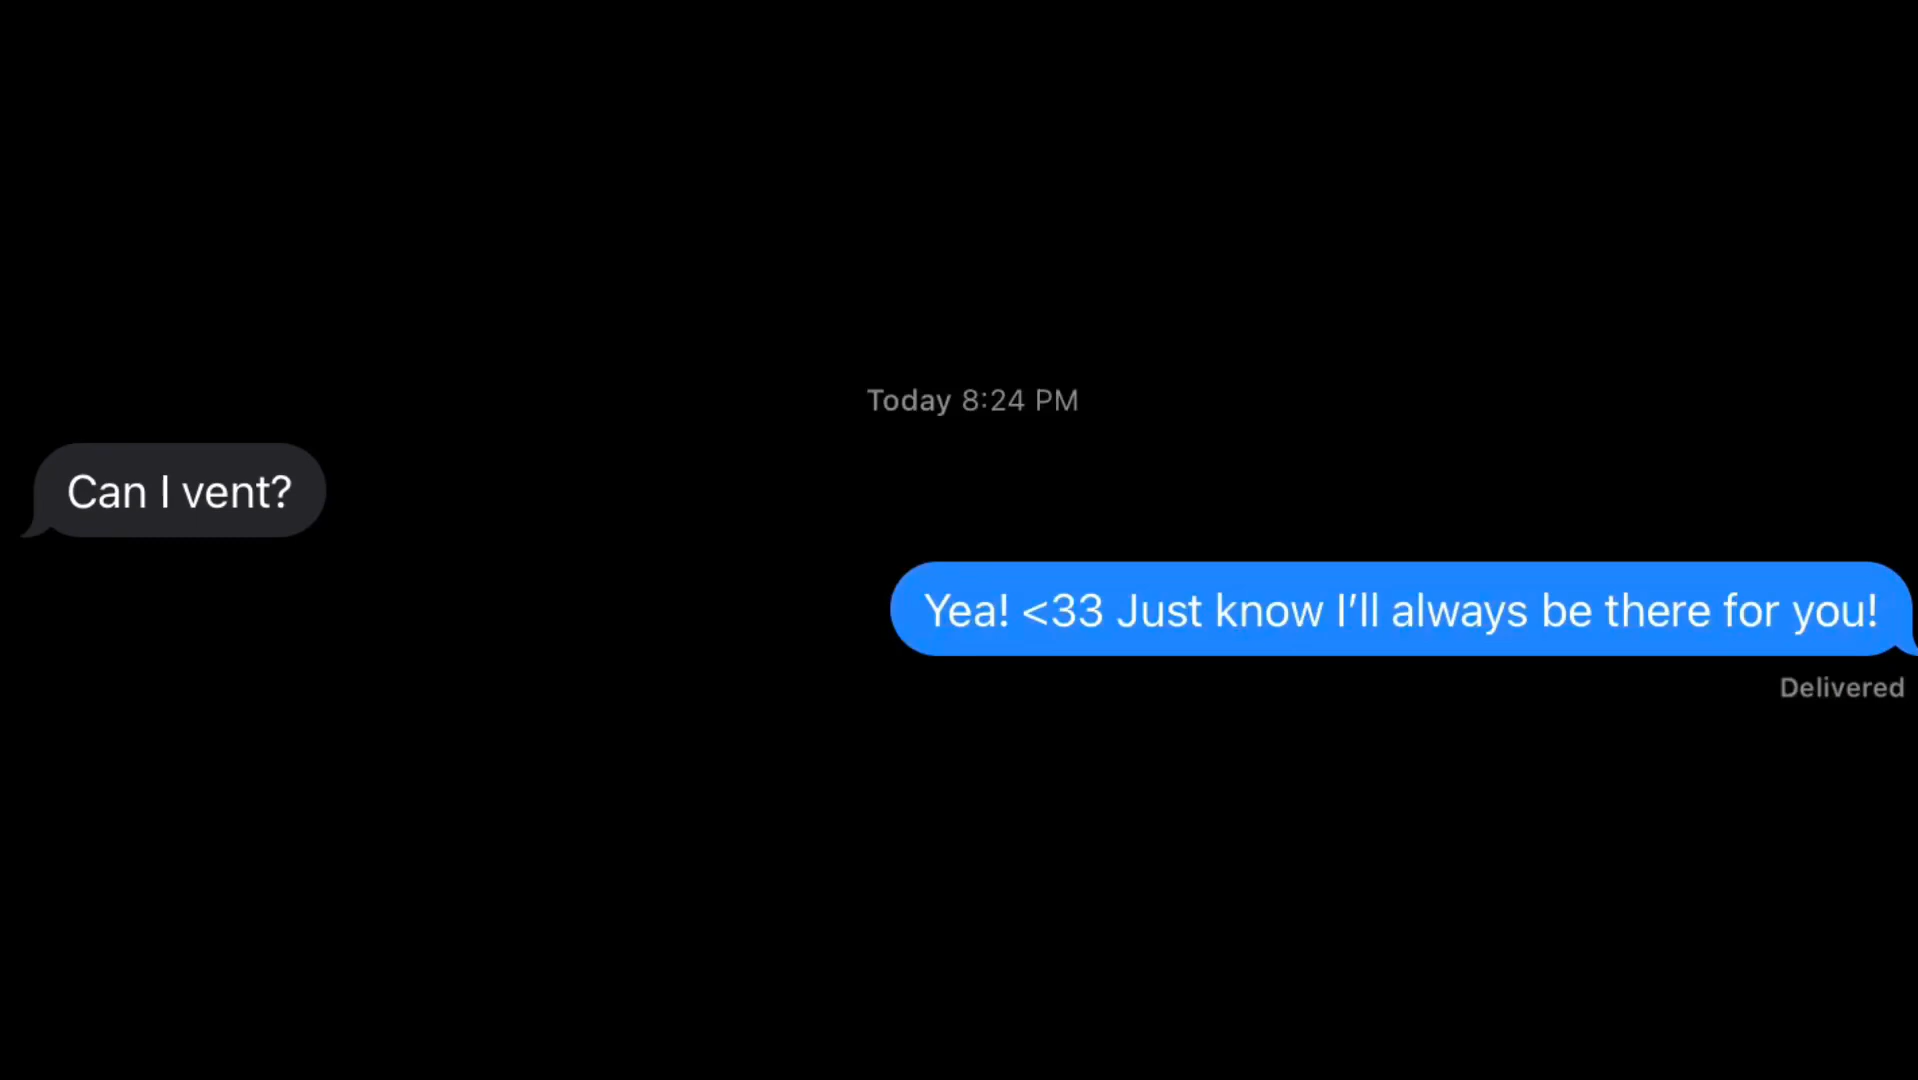 Today 8:24 PM
Can I vent?
Yea! <33 Just know I’ll always be there for you!
Delivered